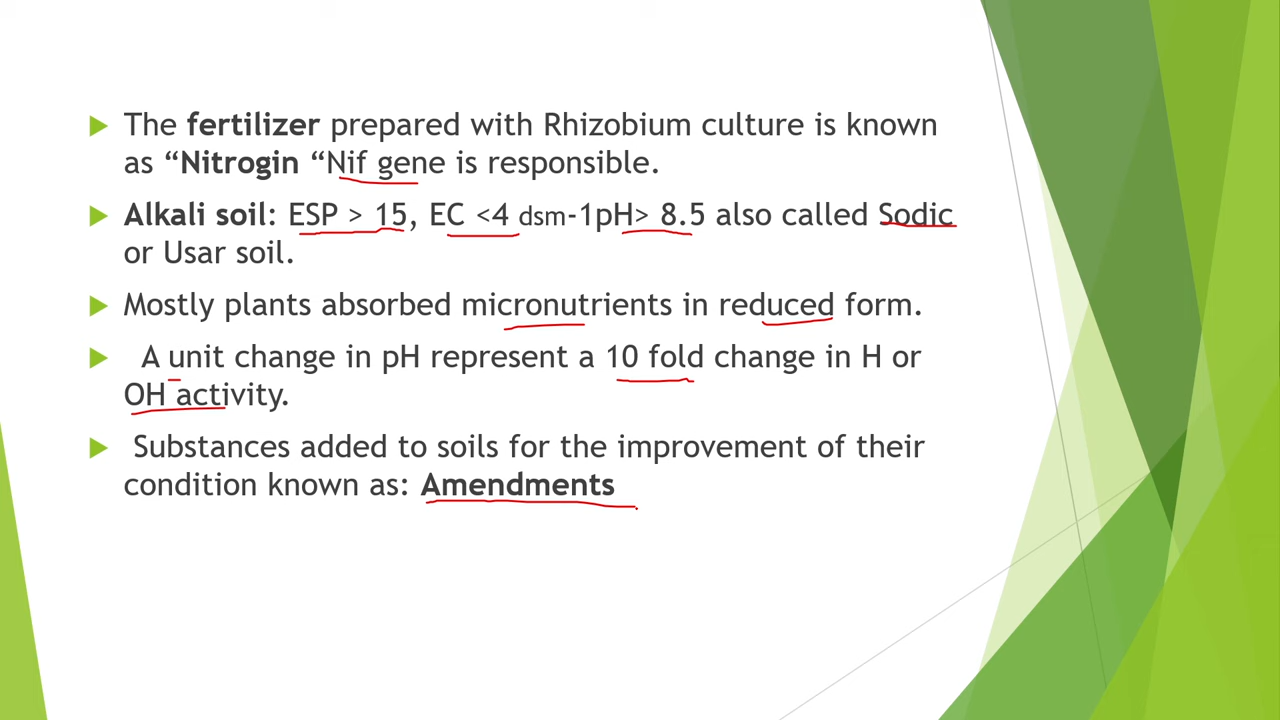 The fertilizer prepared with Rhizobium culture is known
as “Nitrogin “Nif gene is responsible.
Alkali soil: ESP > 15, EC <4 dsm-1pH> 8.5 also called Sodic
or Usar soil.
Mostly plants absorbed micronutrients in reduced form.
A unit change in pH represent a 10 fold change in H or
OH activity.
Substances added to soils for the improvement of their
condition known as: Amendments